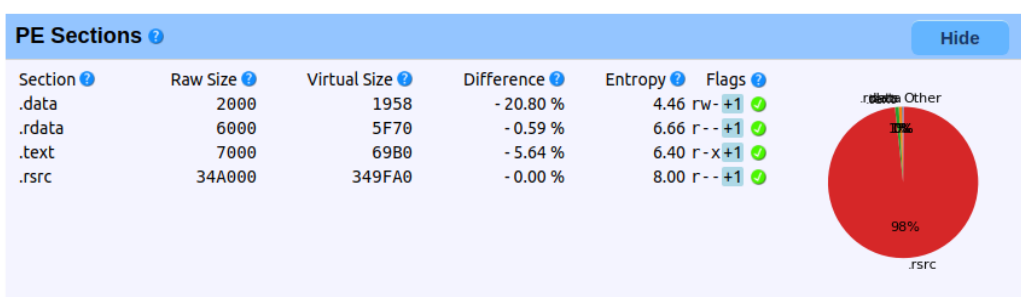 PE Sections ?
Hide
Section ? Raw Size ? Virtual Size ? Difference ? Entropy ? Flags ?
.data 2000 1958 - 20.80 % 4.46 rw- +1
.rdata 6000 5F70 - 0.59 % 6.66 r-- +1
.text 7000 69B0 - 5.64 % 6.40 r-x +1
.rsrc 34A000 349FA0 - 0.00 % 8.00 r-- +1
Other
98%
.rsrc